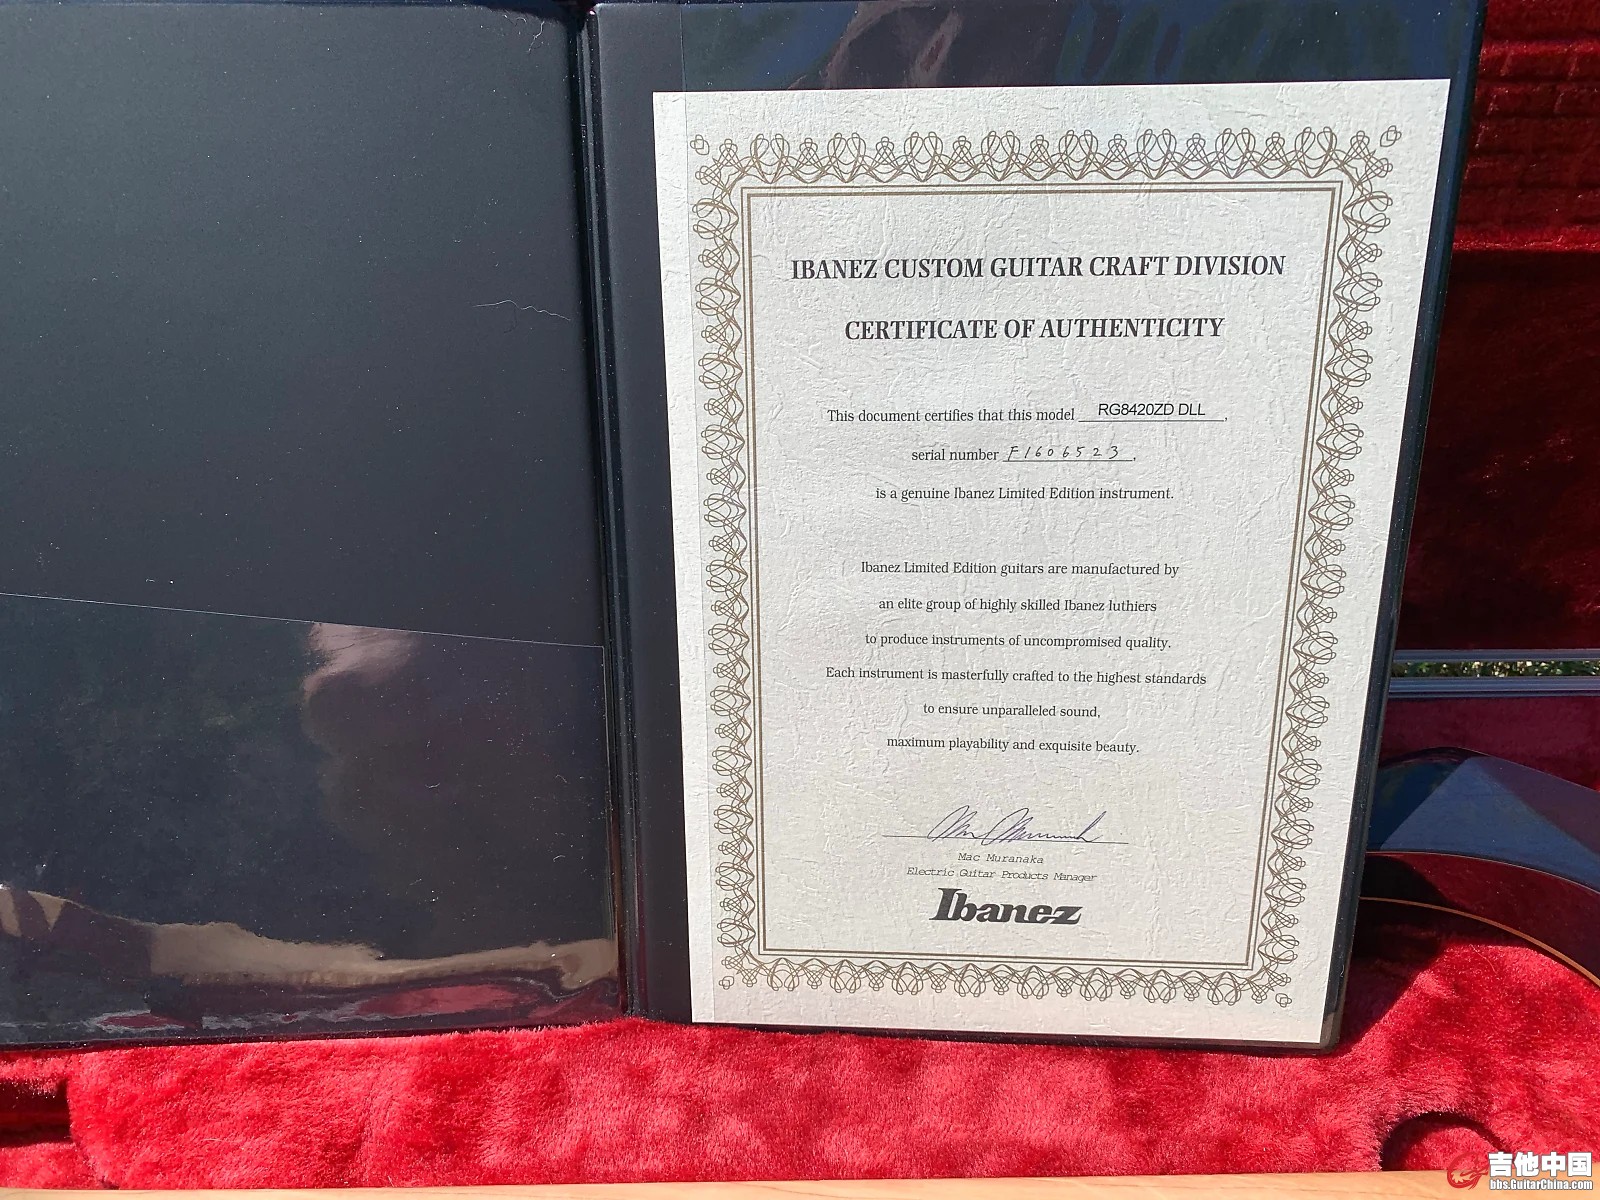 IBANEZ CUSTOM GUITAR CRAFT DIVISION
CERTIFICATE OF AUTHENTICITY
This document certifies that this model RG8420ZD DLL,
serial number F1606523,
is a genuine Ibanez Limited Edition instrument.
Ibanez Limited Edition guitars are manufactured by
an elite group of highly skilled Ibanez luthiers
to produce instruments of uncompromised quality.
Each instrument is masterfully crafted to the highest standards
to ensure unparalleled sound,
maximum playability and exquisite beauty.
Mac Muranaka
Electric Guitar Products Manager
Ibanez
吉他中国
bbs.GuitarChina.com